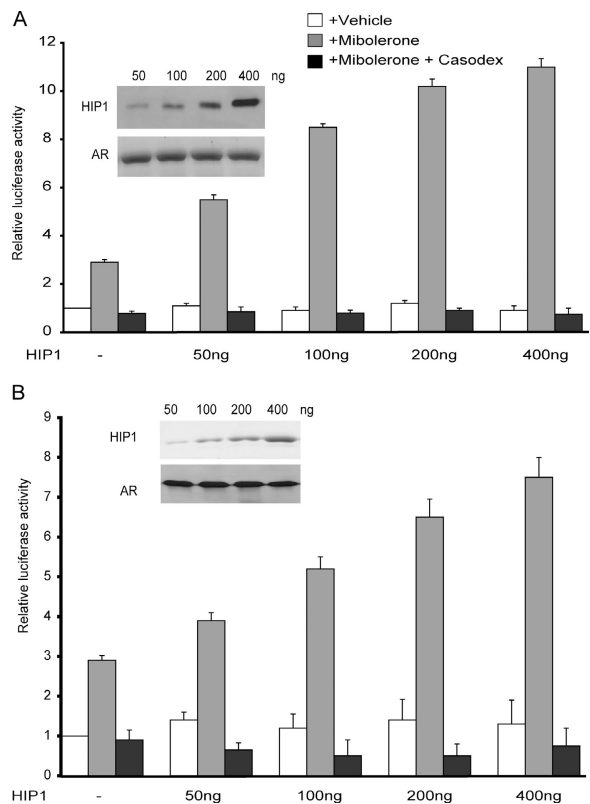 A
+Vehicle
+Mibolerone
+Mibolerone + Casodex
Relative luciferase activity
12
10
8
6
4
2
0
50 100 200 400 ng
HIP1
AR
HIP1 - 50ng 100ng 200ng 400ng
B
Relative luciferase activity
9
8
7
6
5
4
3
2
1
0
50 100 200 400 ng
HIP1
AR
HIP1 - 50ng 100ng 200ng 400ng